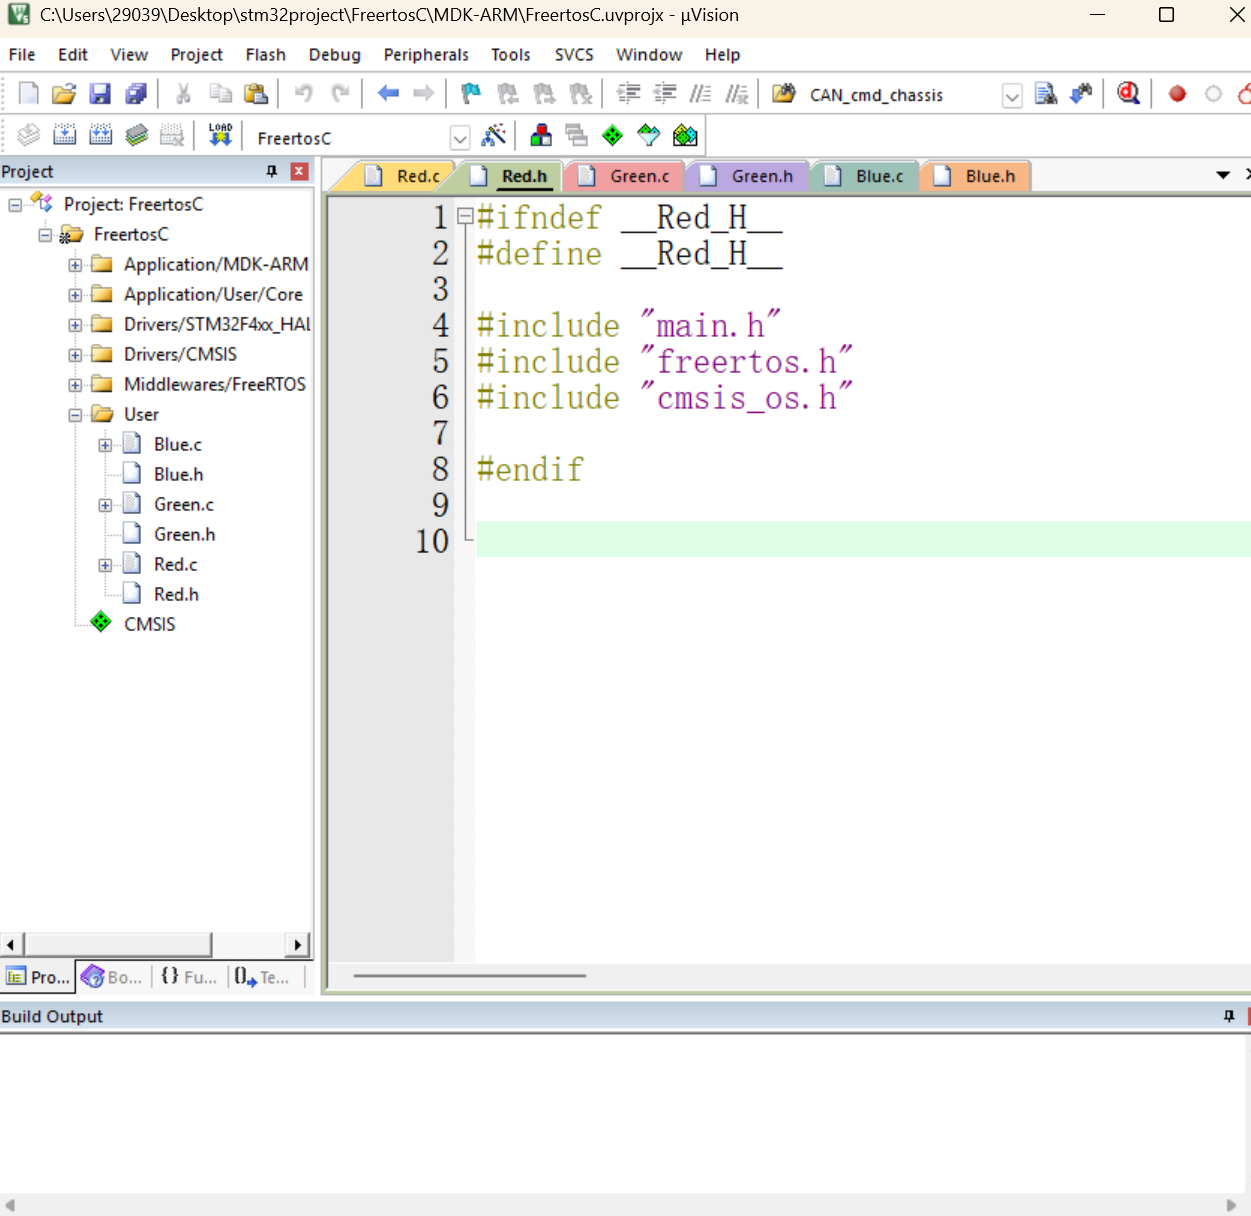 C:\Users\29039\Desktop\stm32project\FreertosC\MDK-ARM\FreertosC.uvprojx - µVision
File Edit View Project Flash Debug Peripherals Tools SVCS Window Help
CAN_cmd_chassis
LOAD
FreertosC
Project
Project: FreertosC
FreertosC
Application/MDK-ARM
Application/User/Core
Drivers/STM32F4xx_HAL
Drivers/CMSIS
Middlewares/FreeRTOS
User
Blue.c
Blue.h
Green.c
Green.h
Red.c
Red.h
CMSIS
Pro... Bo... {} Fu... Te...
Red.c Red.h Green.c Green.h Blue.c Blue.h
1 #ifndef __Red_H__
2 #define __Red_H__
3
4 #include "main.h"
5 #include "freertos.h"
6 #include "cmsis_os.h"
7
8 #endif
9
10
Build Output